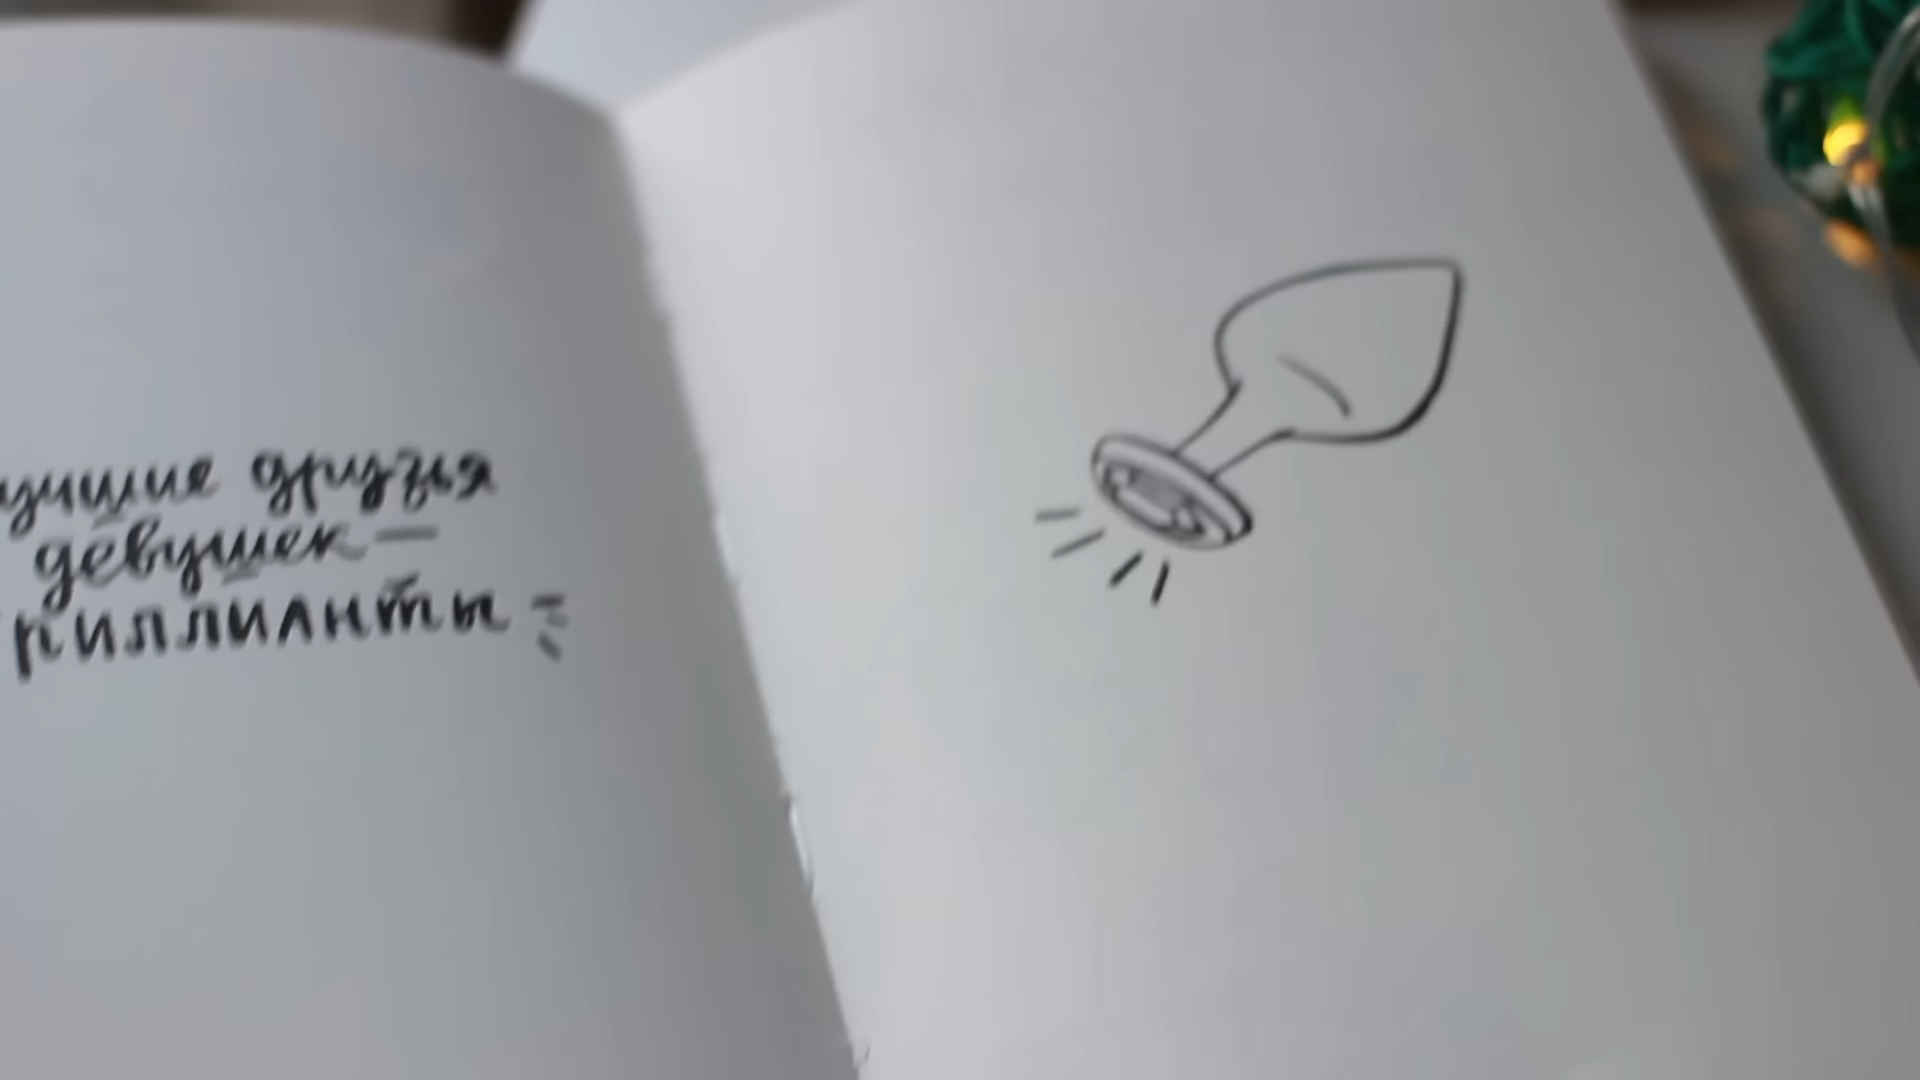 учшие друзья
девушек —
риллианты